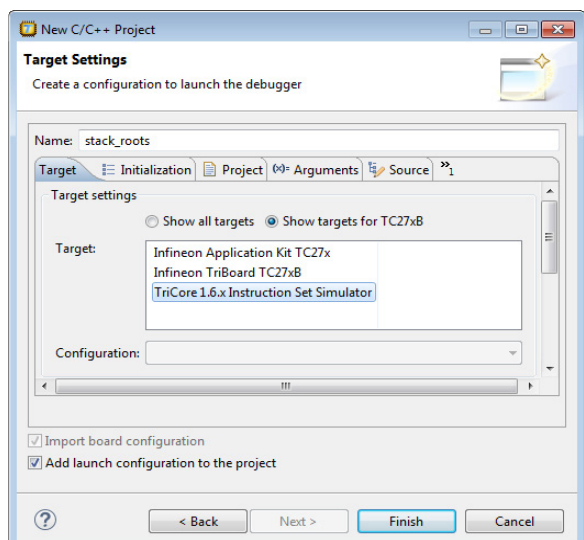 New C/C++ Project
Target Settings
Create a configuration to launch the debugger
Name: stack_roots
Target Initialization Project (x)= Arguments Source »1
Target settings
Show all targets Show targets for TC27xB
Target: Infineon Application Kit TC27x
Infineon TriBoard TC27xB
TriCore 1.6.x Instruction Set Simulator
Configuration:
Import board configuration
Add launch configuration to the project
? < Back Next > Finish Cancel